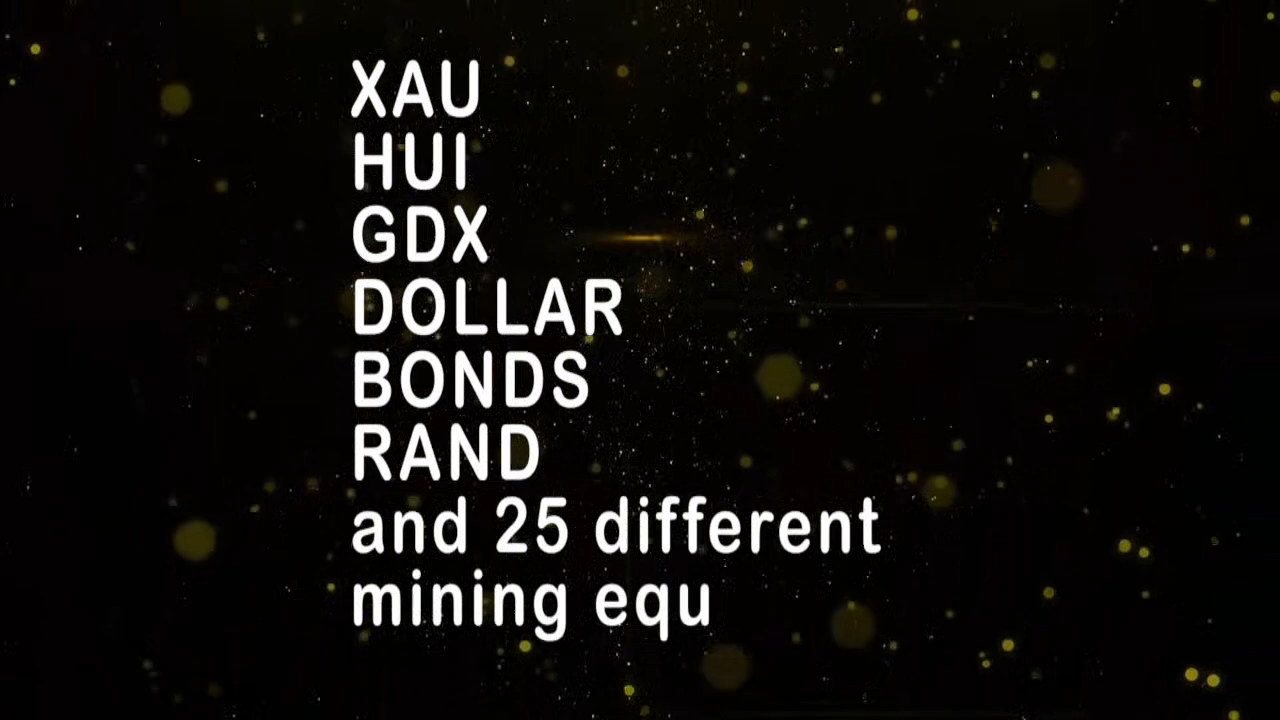 XAU
HUI
GDX
DOLLAR
BONDS
RAND
and 25 different
mining equ